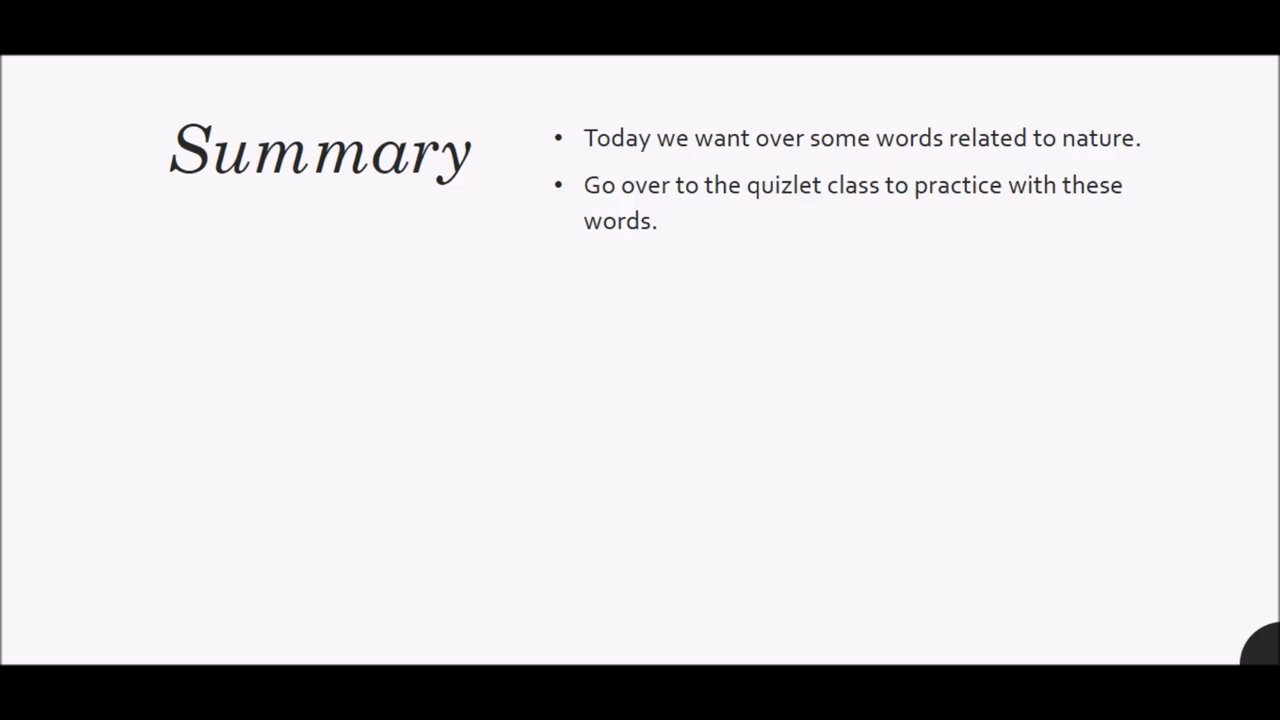 Summary
• Today we want over some words related to nature.
• Go over to the quizlet class to practice with these
words.